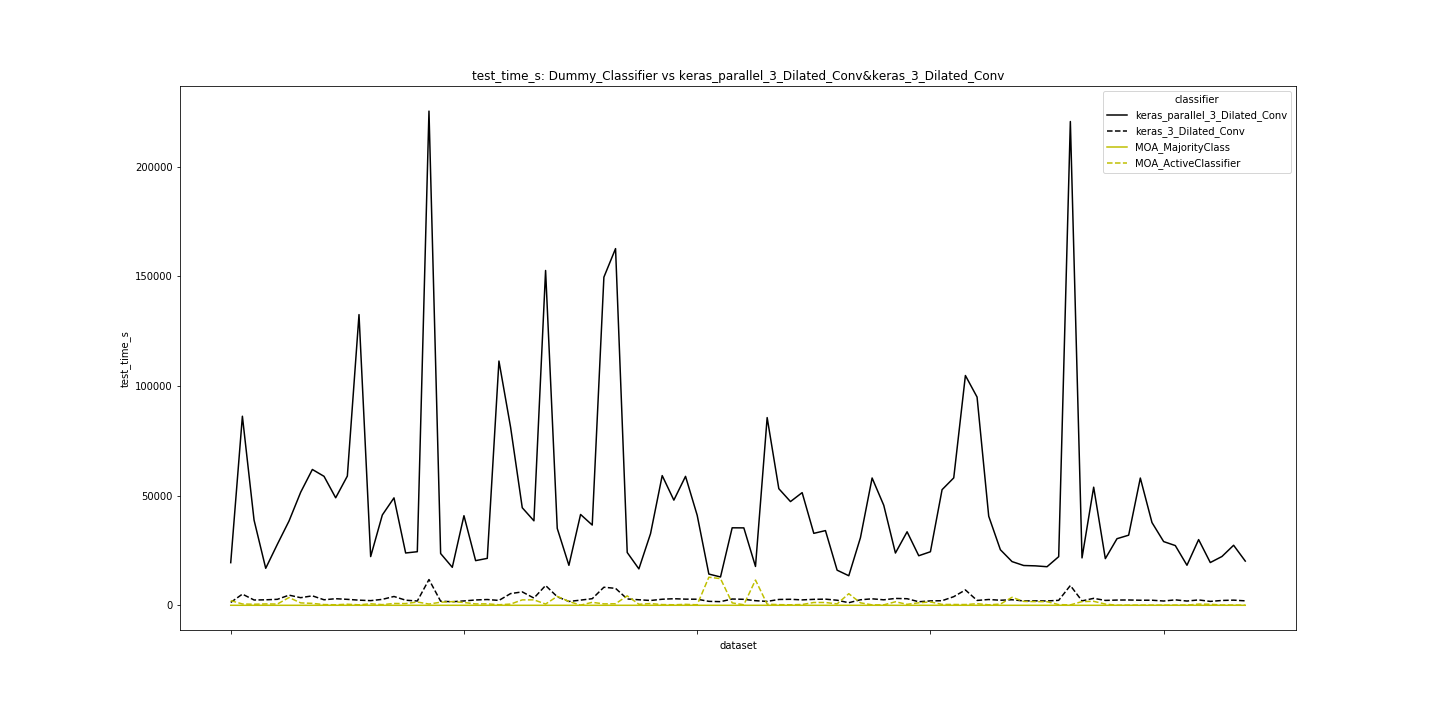 test_time_s: Dummy_Classifier vs keras_parallel_3_Dilated_Conv&keras_3_Dilated_Conv
classifier
keras_parallel_3_Dilated_Conv
keras_3_Dilated_Conv
MOA_MajorityClass
MOA_ActiveClassifier
200000
150000
100000
50000
0
test_time_s
dataset